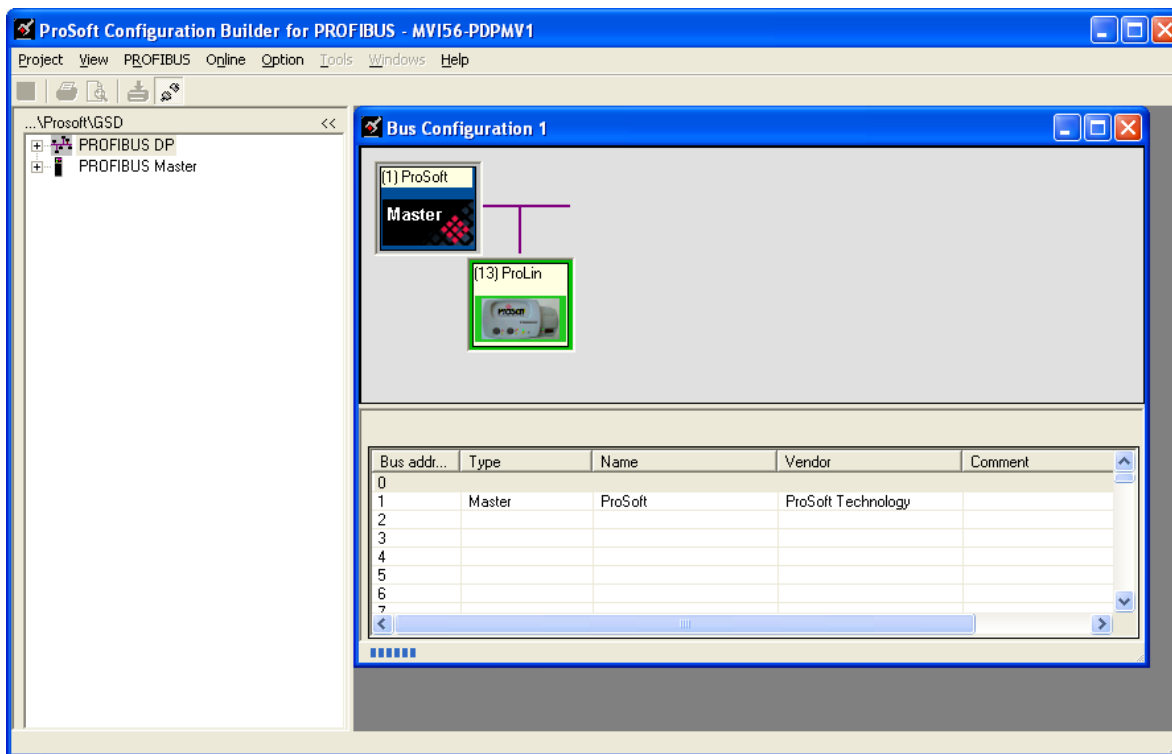 ProSoft Configuration Builder for PROFIBUS - MVI56-PDPMV1
Project View PROFIBUS Online Option Tools Windows Help
...\Prosoft\GSD <<
PROFIBUS DP
PROFIBUS Master
Bus Configuration 1
(1) ProSoft
Master
(13) ProLin
ProSoft
Bus addr... Type Name Vendor Comment
0
1 Master ProSoft ProSoft Technology
2
3
4
5
6
7